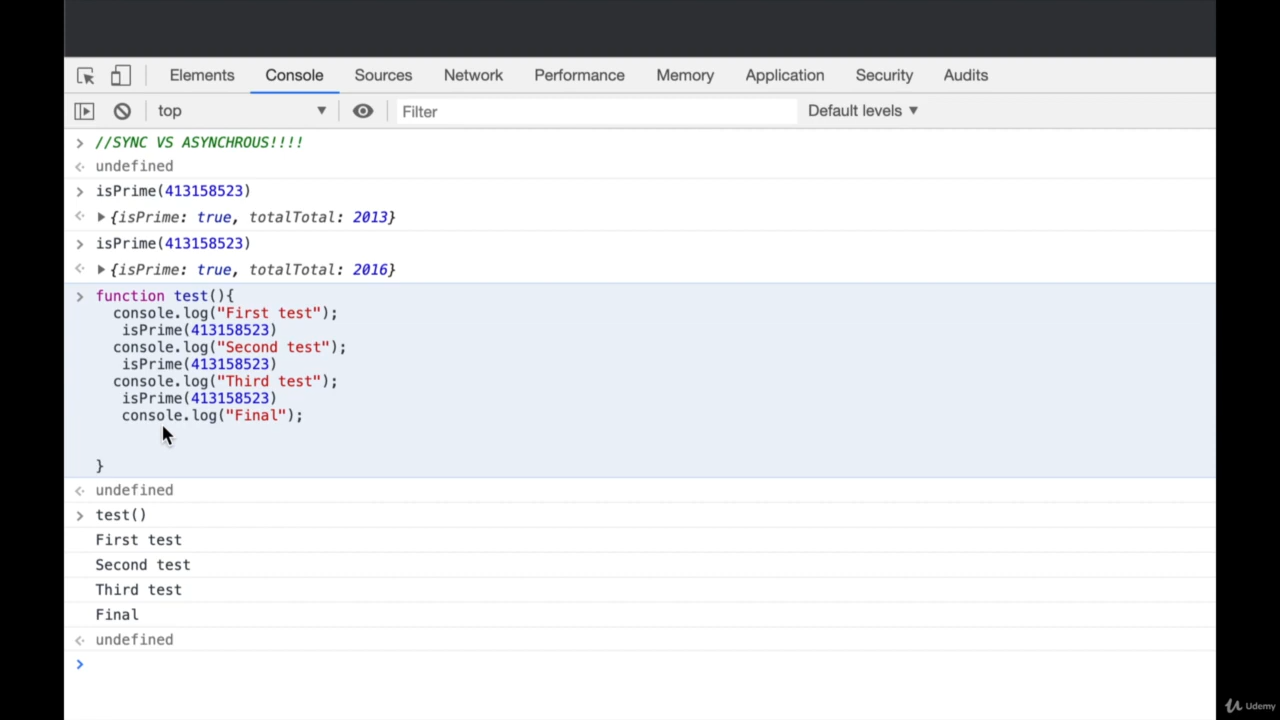 Elements Console Sources Network Performance Memory Application Security Audits
top Filter Default levels
//SYNC VS ASYNCHROUS!!!!
undefined
isPrime(413158523)
{isPrime: true, totalTotal: 2013}
isPrime(413158523)
{isPrime: true, totalTotal: 2016}
function test(){
console.log("First test");
isPrime(413158523)
console.log("Second test");
isPrime(413158523)
console.log("Third test");
isPrime(413158523)
console.log("Final");
}
undefined
test()
First test
Second test
Third test
Final
undefined
Udemy